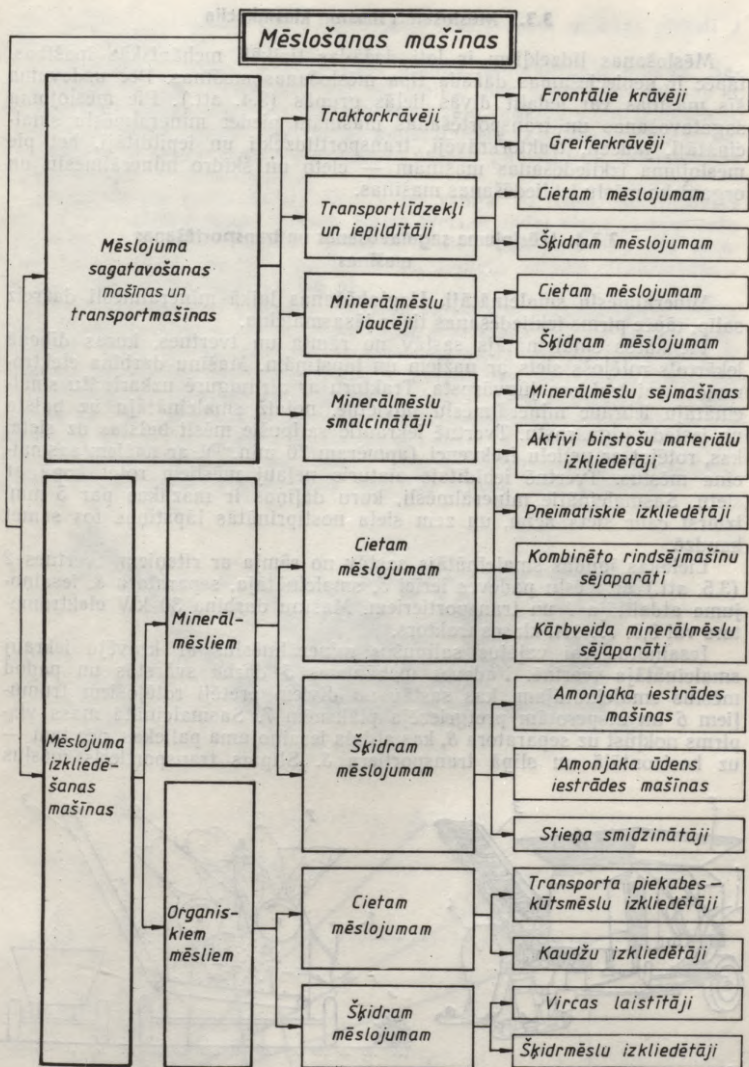 Mēslošanas mašīnas
Mēslojuma
sagatavošanas
mašīnas un
transportmašīnas
Traktorkrāvēji
Frontālie krāvēji
Greiferkrāvēji
Transportlīdzekļi
un iepildītāji
Cietam mēslojumam
Šķidram mēslojumam
Minerālmēslu
jaucēji
Cietam mēslojumam
Šķidram mēslojumam
Minerālmēslu
smalcinātāji
Mēslojuma
izkliedē-
šanas
mašīnas
Minerāl-
mēsliem
Cietam
mēslojumam
Minerālmēslu sējmašīnas
Aktīvi birstošu materiālu
izkliedētāji
Pneimatiskie izkliedētāji
Kombinēto rindsējmašīnu
sējaparāti
Kārbveida minerālmēslu
sējaparāti
Šķidram
mēslojumam
Amonjaka iestrādes
mašīnas
Amonjaka ūdens
iestrādes mašīnas
Stieņa smidzinātāji
Organis-
kiem
mēsliem
Cietam
mēslojumam
Transporta piekabes –
kūtsmēslu izkliedētāji
Kaudžu izkliedētāji
Šķidram
mēslojumam
Vircas laistītāji
Šķidrmēslu izkliedētāji